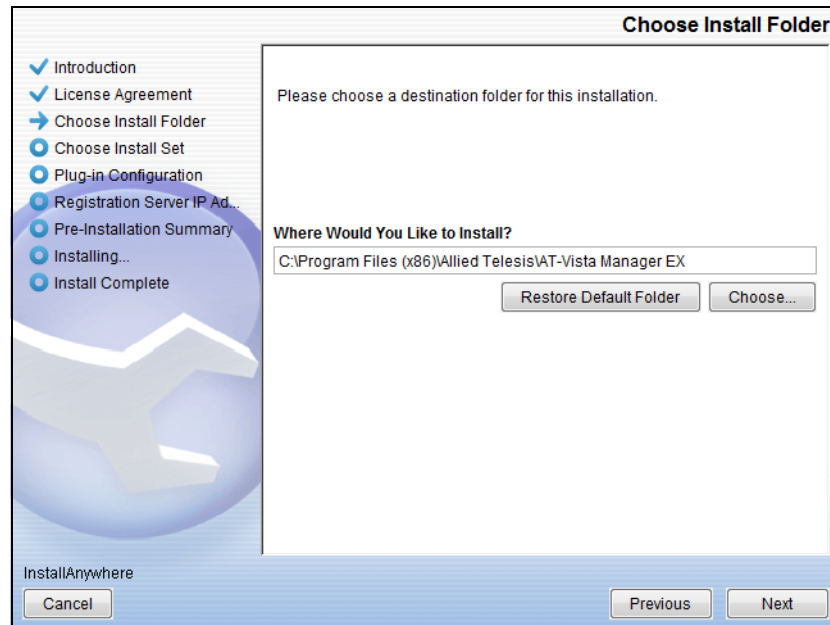 Choose Install Folder
Introduction
License Agreement
Choose Install Folder
Choose Install Set
Plug-in Configuration
Registration Server IP Ad...
Pre-Installation Summary
Installing...
Install Complete
Please choose a destination folder for this installation.
Where Would You Like to Install?
C:\Program Files (x86)\Allied Telesis\AT-Vista Manager EX
Restore Default Folder
Choose...
InstallAnywhere
Cancel
Previous
Next